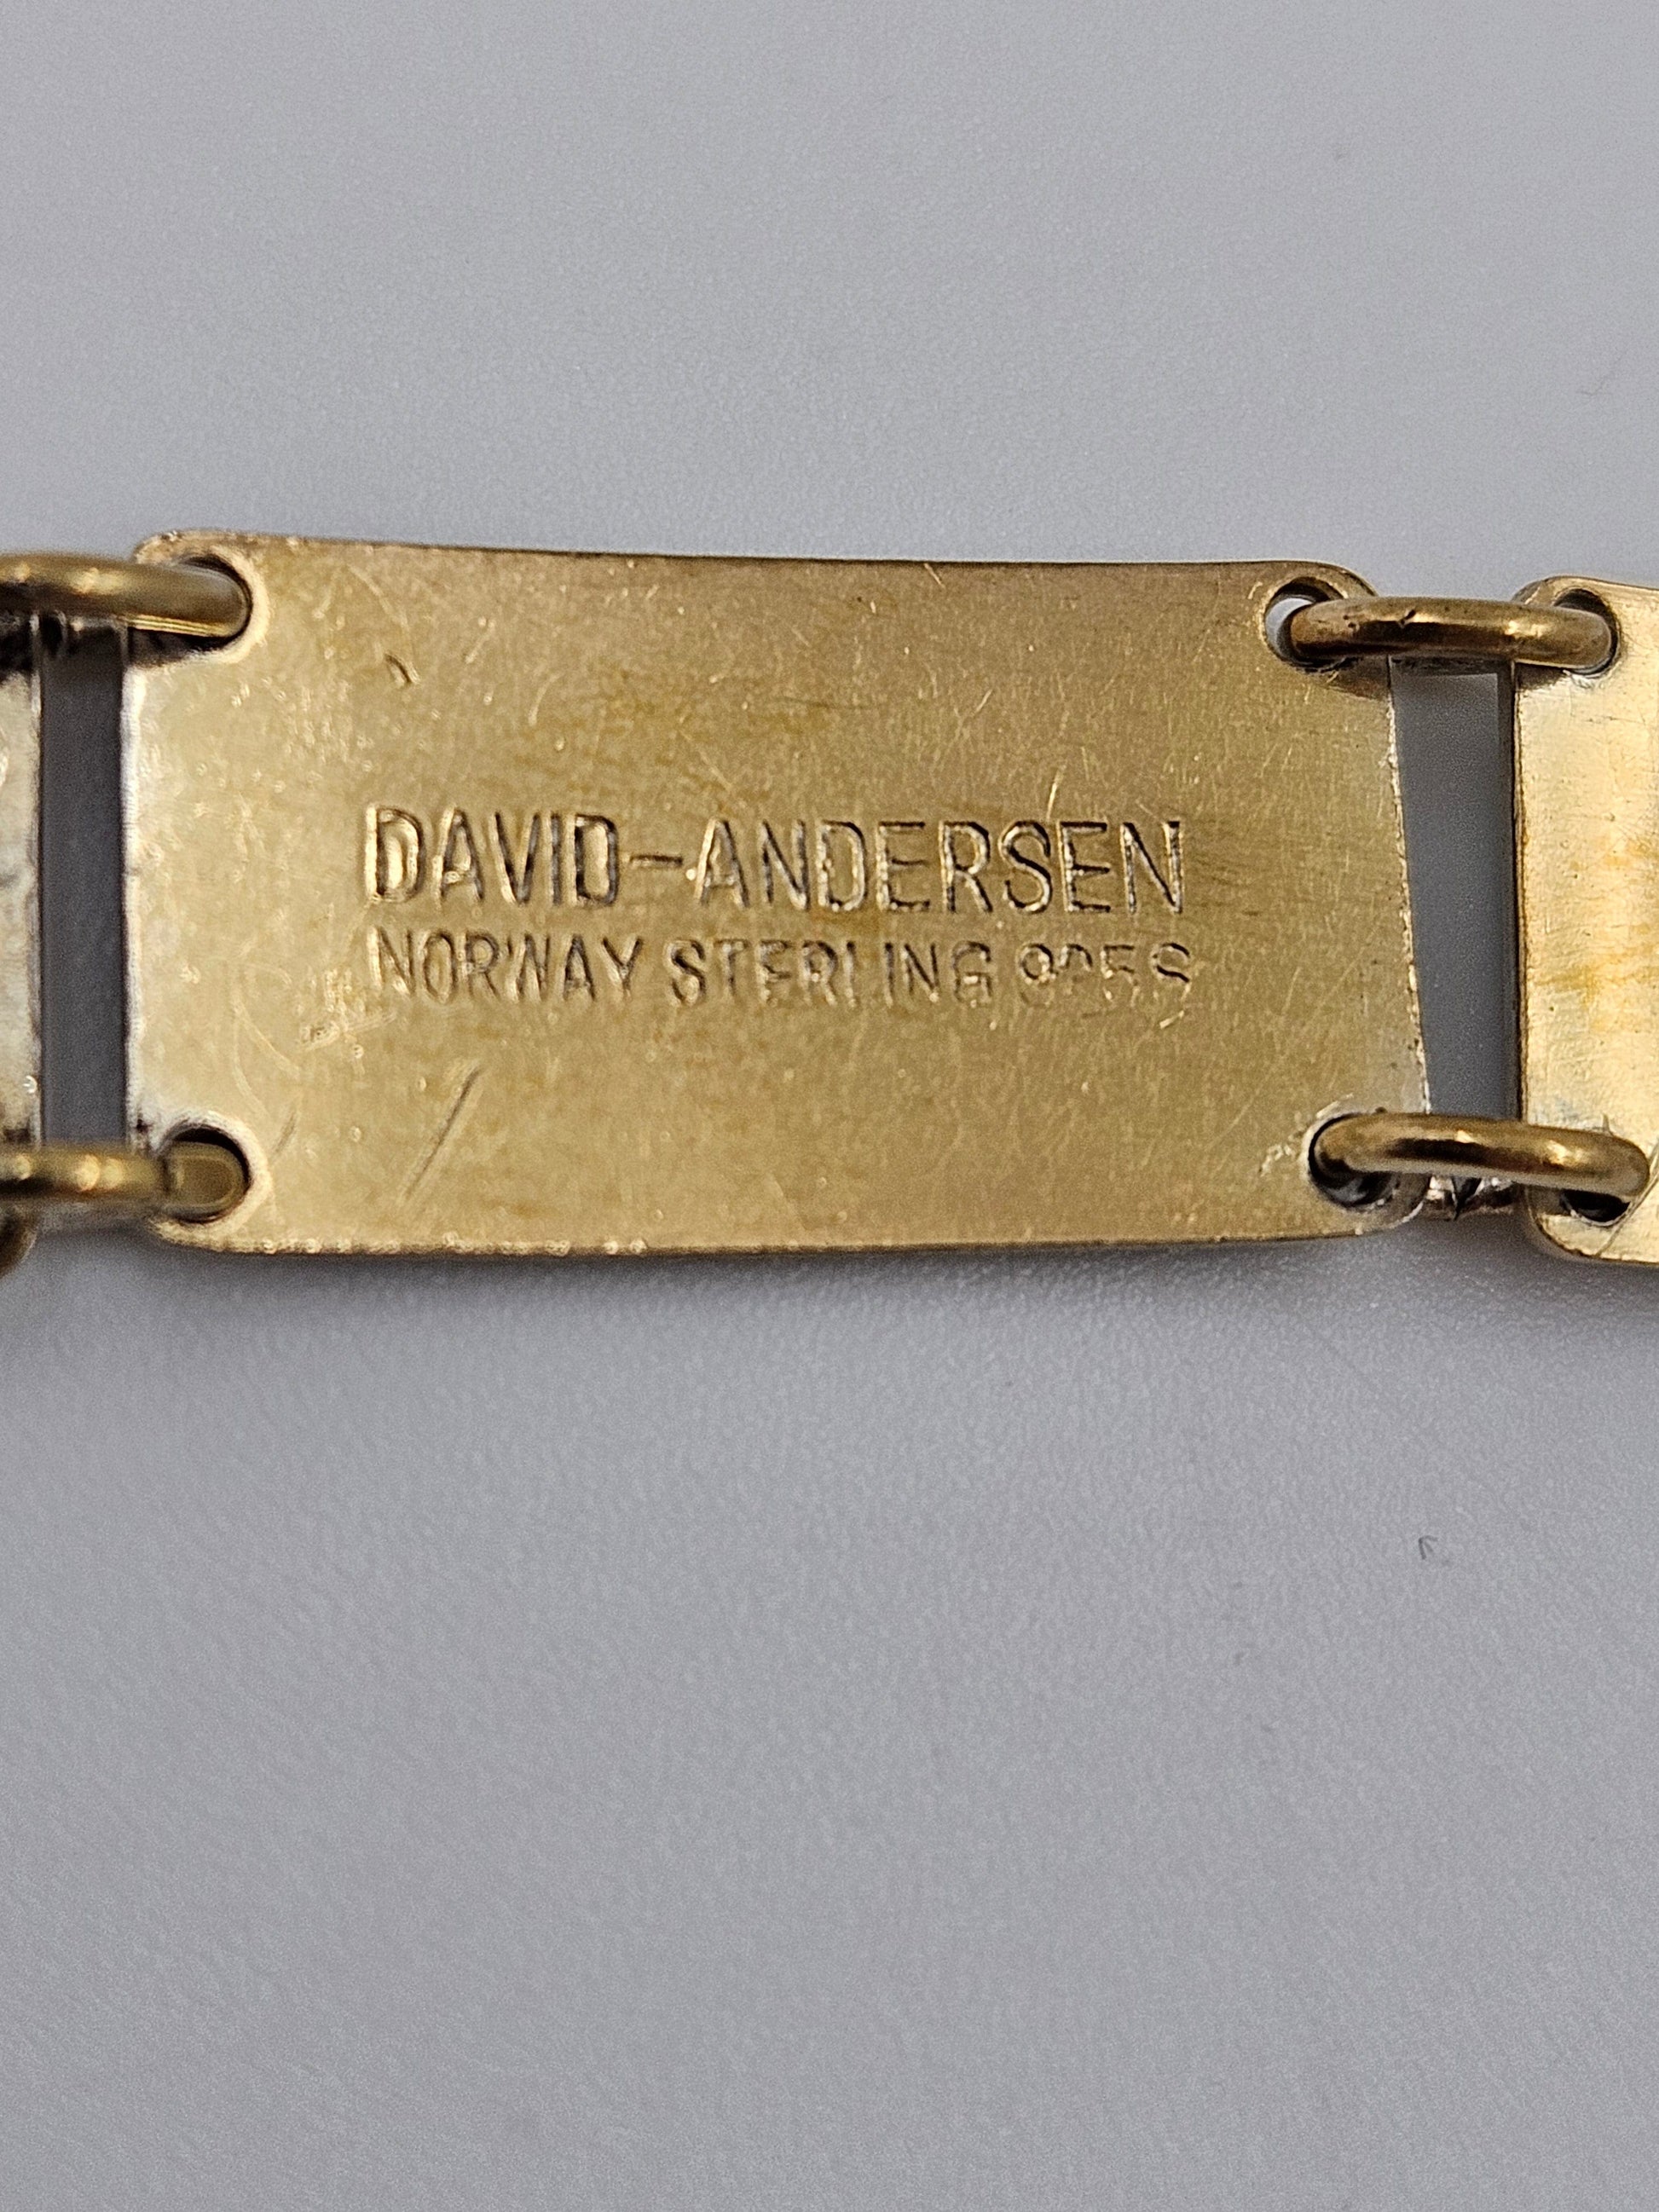 DAVID-ANDERSEN
NORWAY STERLING 925S